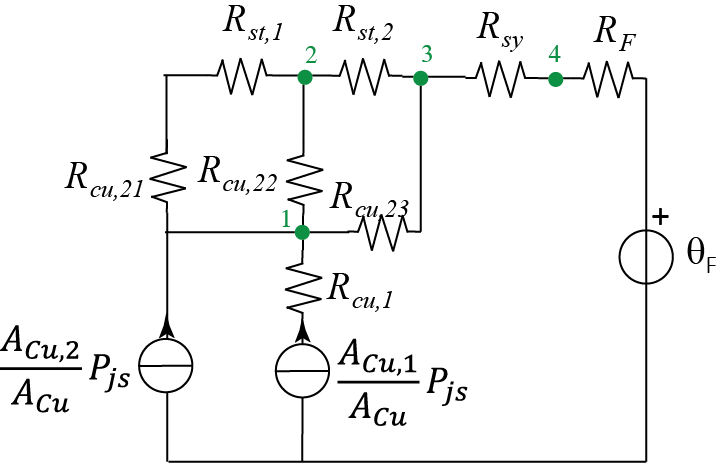 R_{st,1}
R_{st,2}
R_{sy}
R_F
2
3
4
R_{cu,21}
R_{cu,22}
R_{cu,23}
1
+
θ_F
R_{cu,1}
\frac{A_{Cu,2}}{A_{Cu}} P_{js}
\frac{A_{Cu,1}}{A_{Cu}} P_{js}